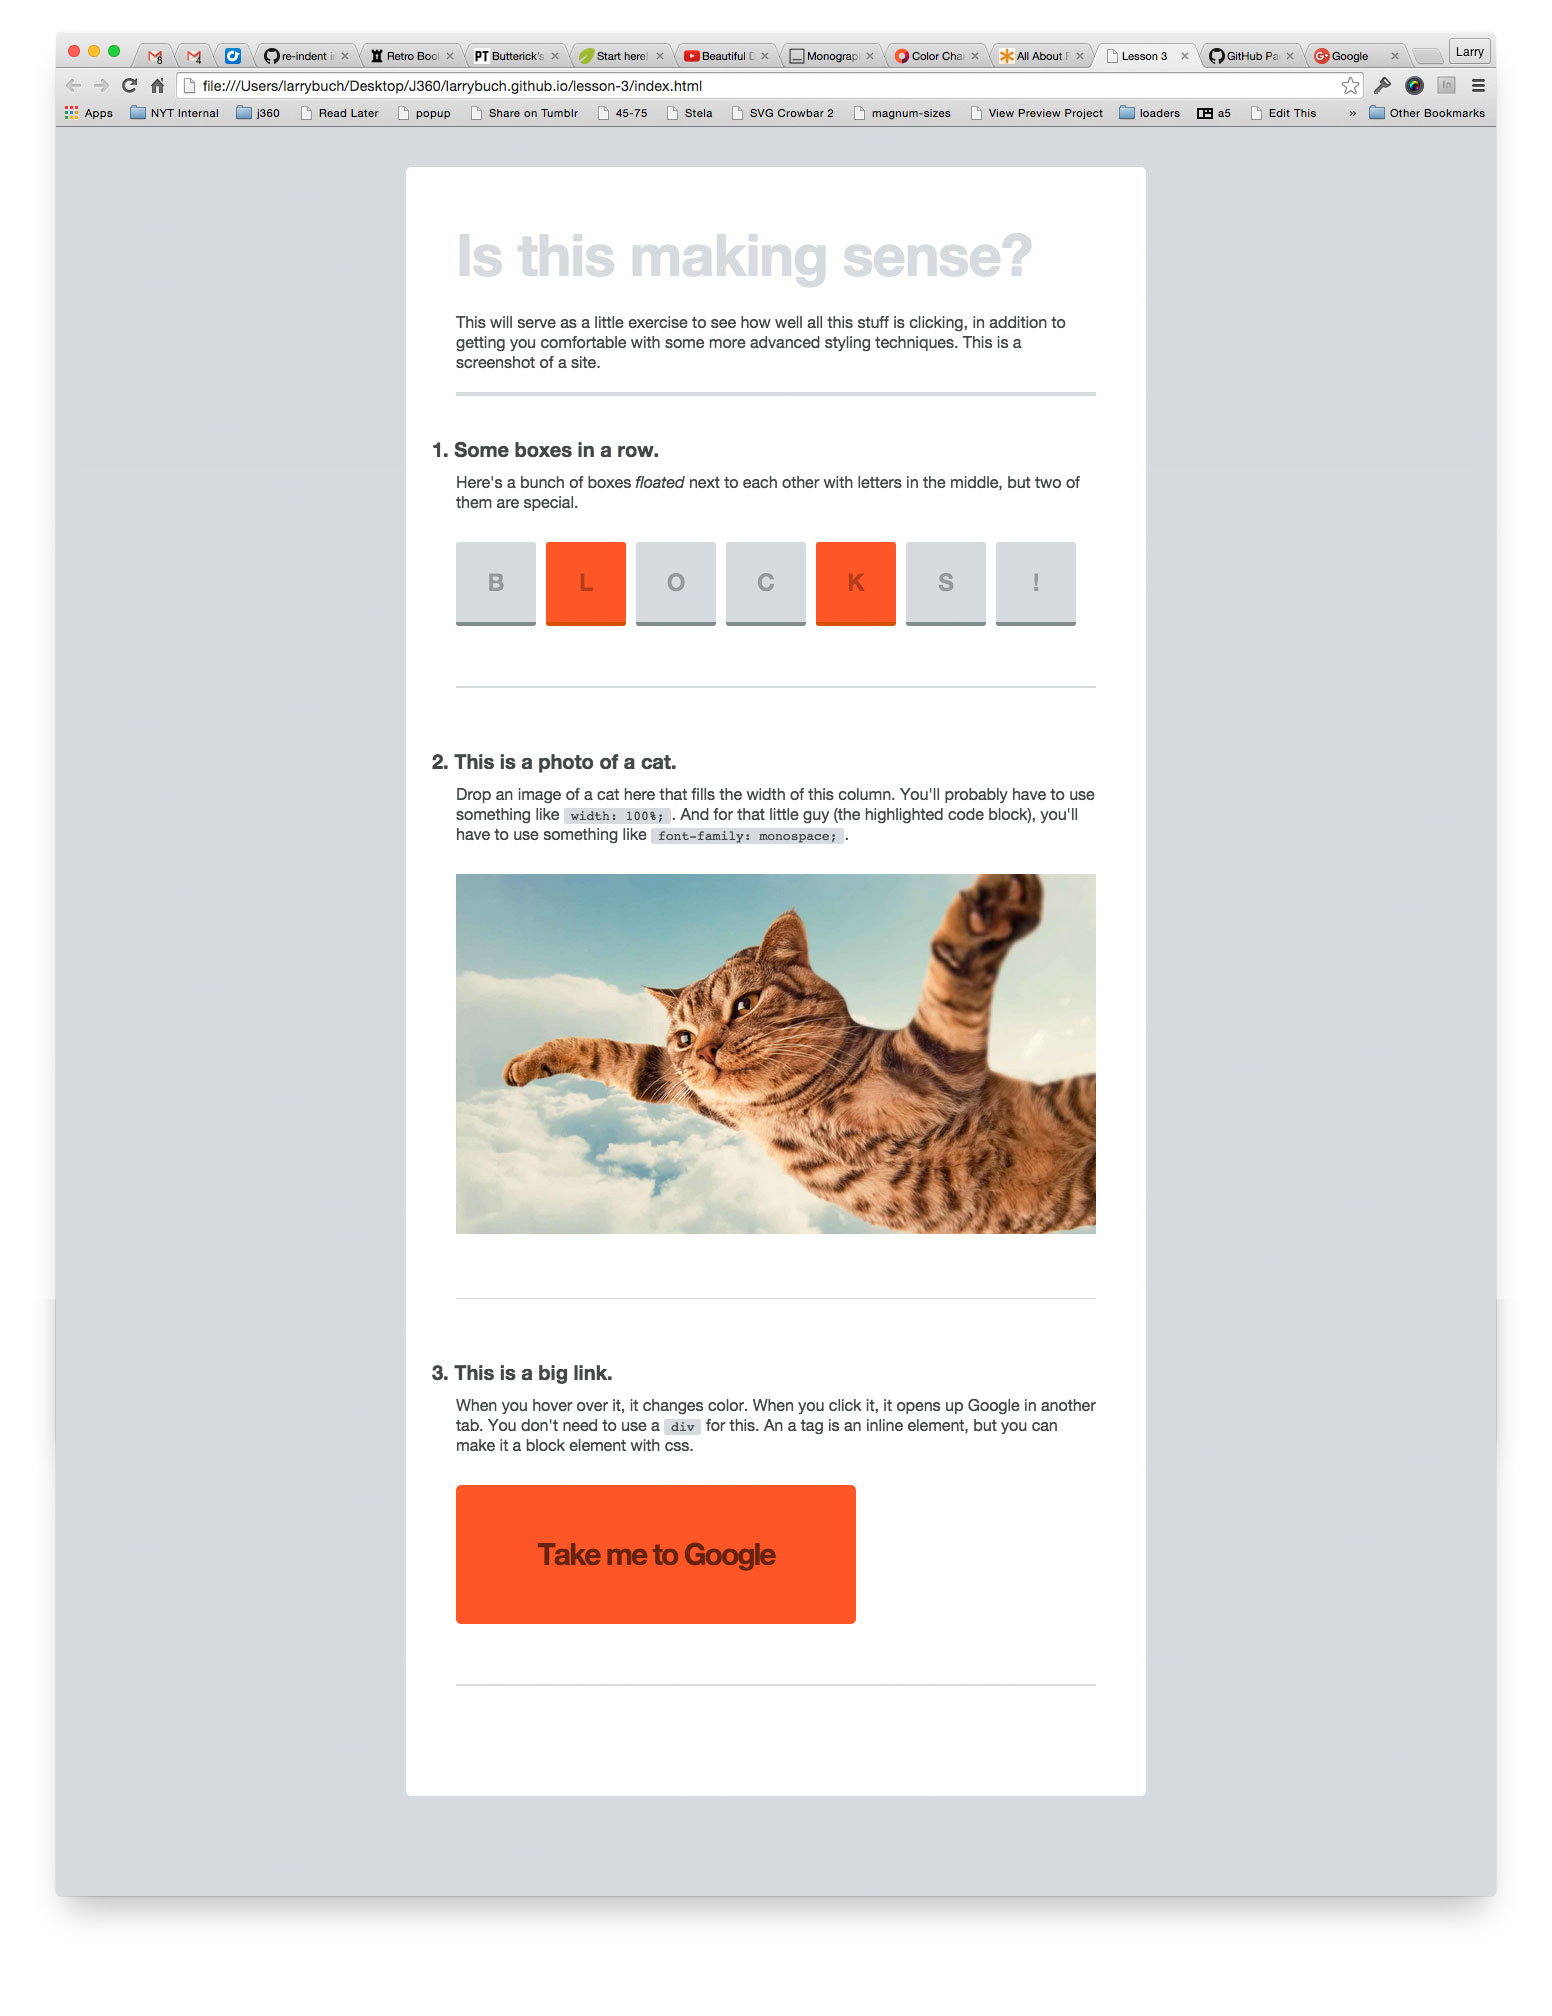 re-indent i
Retro Boo
PT Butterick's
Start here!
Beautiful D
Monograp
Color Cha
All About F
Lesson 3
GitHub Pa
Google
Larry
file:///Users/larrybuch/Desktop/J360/larrybuch.github.io/lesson-3/index.html
Apps NYT Internal j360 Read Later popup Share on Tumblr 45-75 Stela SVG Crowbar 2 magnum-sizes View Preview Project loaders a5 Edit This » Other Bookmarks
Is this making sense?
This will serve as a little exercise to see how well all this stuff is clicking, in addition to
getting you comfortable with some more advanced styling techniques. This is a
screenshot of a site.
1. Some boxes in a row.
Here's a bunch of boxes floated next to each other with letters in the middle, but two of
them are special.
B L O C K S !
2. This is a photo of a cat.
Drop an image of a cat here that fills the width of this column. You'll probably have to use
something like width: 100%; . And for that little guy (the highlighted code block), you'll
have to use something like font-family: monospace; .
3. This is a big link.
When you hover over it, it changes color. When you click it, it opens up Google in another
tab. You don't need to use a div for this. An a tag is an inline element, but you can
make it a block element with css.
Take me to Google